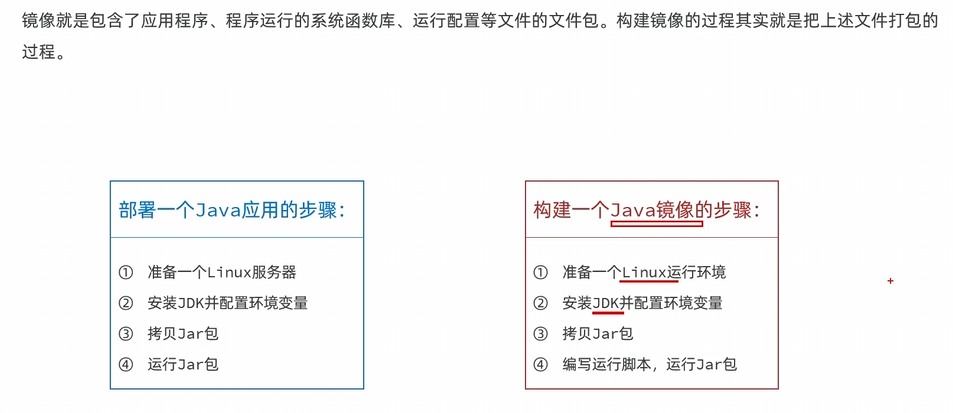 镜像就是包含了应用程序、程序运行的系统函数库、运行配置等文件的文件包。构建镜像的过程其实就是把上述文件打包的
过程。
部署一个Java应用的步骤：
① 准备一个Linux服务器
② 安装JDK并配置环境变量
③ 拷贝Jar包
④ 运行Jar包
构建一个Java镜像的步骤：
① 准备一个Linux运行环境
② 安装JDK并配置环境变量
③ 拷贝Jar包
④ 编写运行脚本，运行Jar包